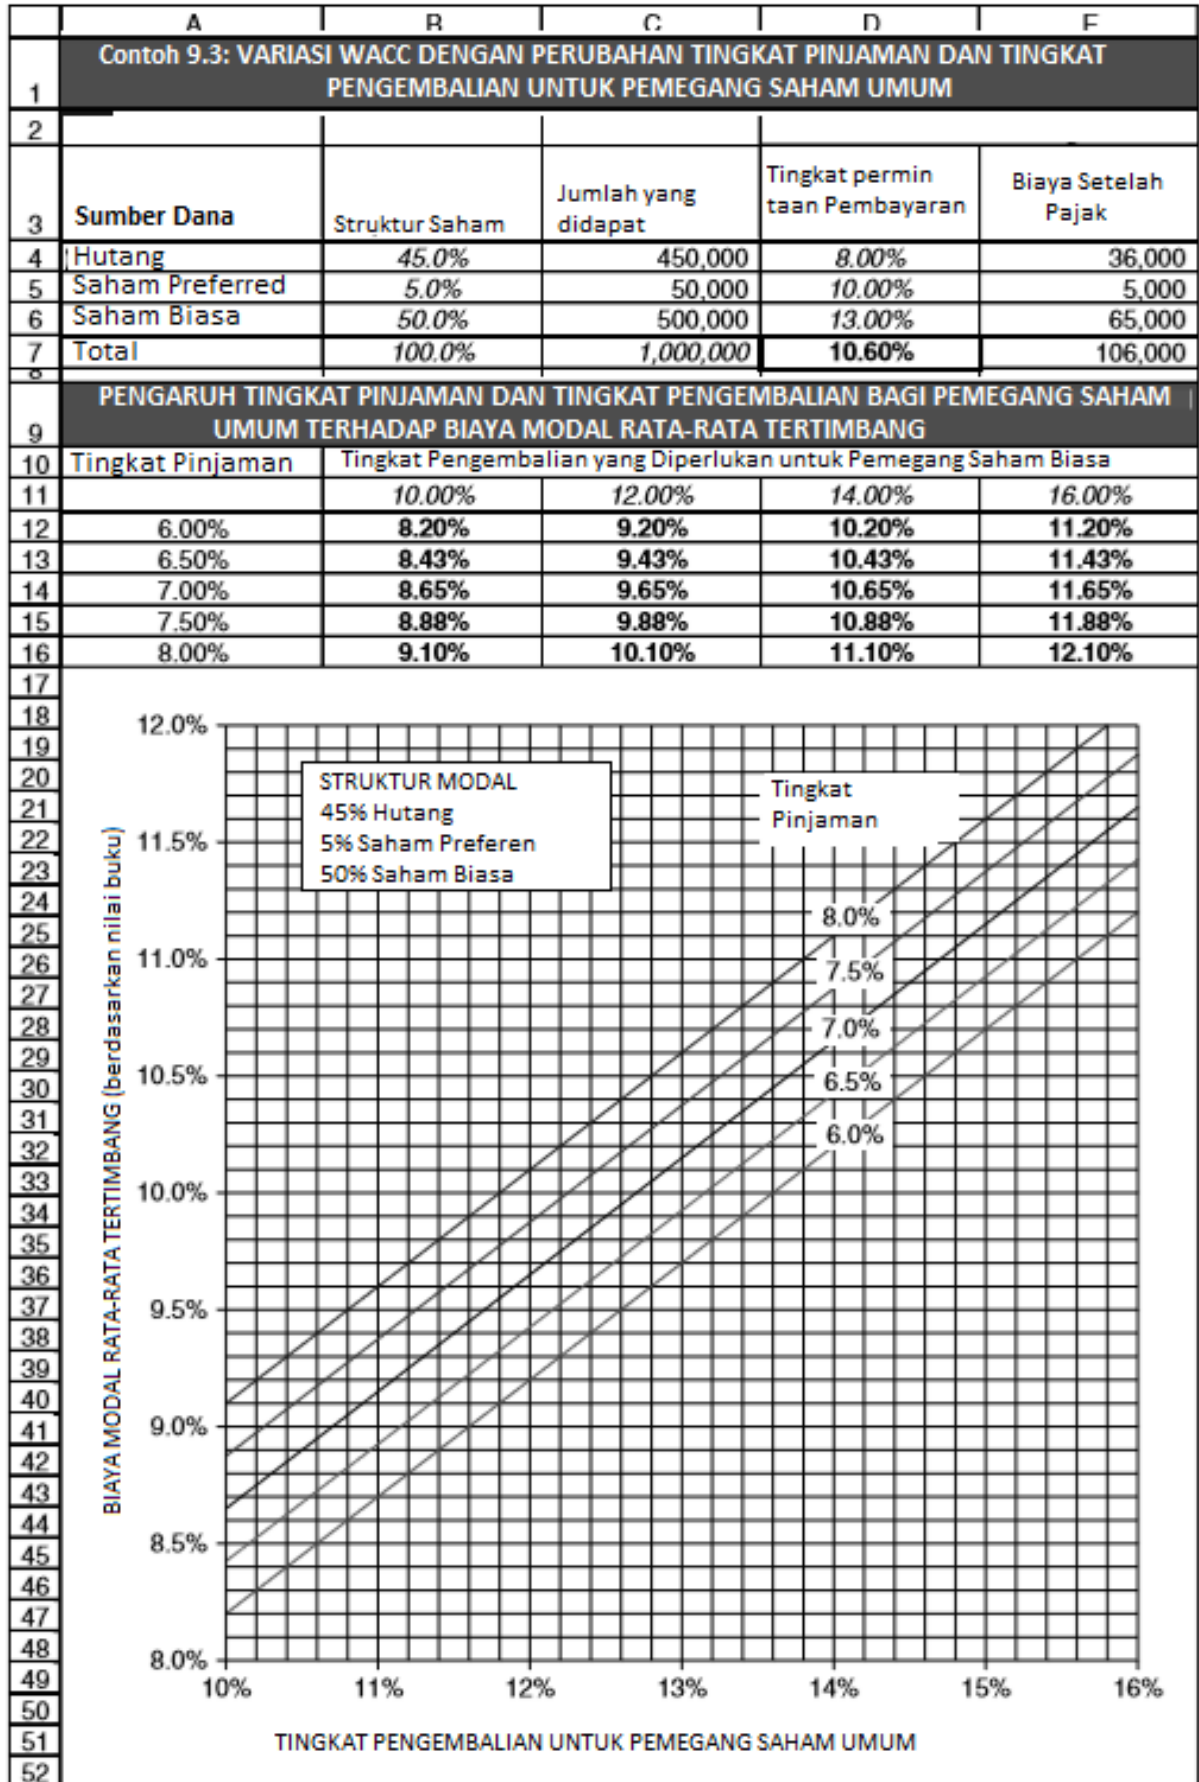 A B C D E
1 Contoh 9.3: VARIASI WACC DENGAN PERUBAHAN TINGKAT PINJAMAN DAN TINGKAT
PENGEMBALIAN UNTUK PEMEGANG SAHAM UMUM
2
3 Sumber Dana Struktur Saham Jumlah yang didapat Tingkat permin taan Pembayaran Biaya Setelah Pajak
4 Hutang 45.0% 450,000 8.00% 36,000
5 Saham Preferred 5.0% 50,000 10.00% 5,000
6 Saham Biasa 50.0% 500,000 13.00% 65,000
7 Total 100.0% 1,000,000 10.60% 106,000
8
9 PENGARUH TINGKAT PINJAMAN DAN TINGKAT PENGEMBALIAN BAGI PEMEGANG SAHAM
UMUM TERHADAP BIAYA MODAL RATA-RATA TERTIMBANG
10 Tingkat Pinjaman Tingkat Pengembalian yang Diperlukan untuk Pemegang Saham Biasa
11 10.00% 12.00% 14.00% 16.00%
12 6.00% 8.20% 9.20% 10.20% 11.20%
13 6.50% 8.43% 9.43% 10.43% 11.43%
14 7.00% 8.65% 9.65% 10.65% 11.65%
15 7.50% 8.88% 9.88% 10.88% 11.88%
16 8.00% 9.10% 10.10% 11.10% 12.10%
17
18
19
20
21
22
23
24
25
26
27
28
29
30
31
32
33
34
35
36
37
38
39
40
41
42
43
44
45
46
47
48
49
50
51
52
BIAYA MODAL RATA-RATA TERTIMBANG (berdasarkan nilai buku)
12.0%
11.5%
11.0%
10.5%
10.0%
9.5%
9.0%
8.5%
8.0%
STRUKTUR MODAL
45% Hutang
5% Saham Preferen
50% Saham Biasa
Tingkat
Pinjaman
8.0%
7.5%
7.0%
6.5%
6.0%
10% 11% 12% 13% 14% 15% 16%
TINGKAT PENGEMBALIAN UNTUK PEMEGANG SAHAM UMUM